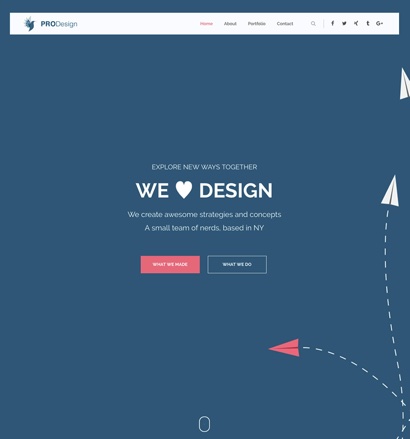 PRODesign
Home About Portfolio Contact
EXPLORE NEW WAYS TOGETHER
WE DESIGN
We create awesome strategies and concepts
A small team of nerds, based in NY
WHAT WE MADE WHAT WE DO